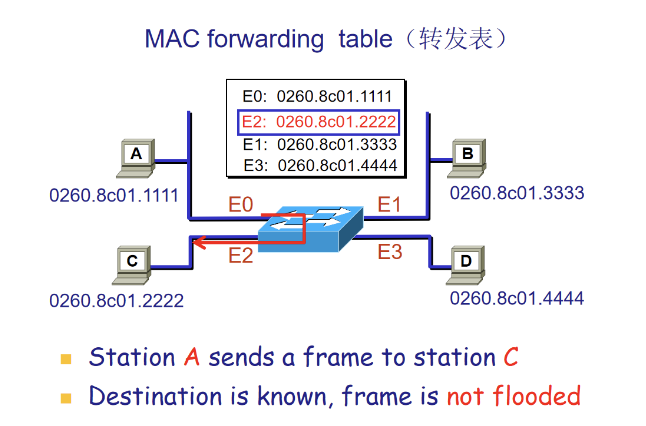 MAC forwarding table（转发表）
E0: 0260.8c01.1111
E2: 0260.8c01.2222
E1: 0260.8c01.3333
E3: 0260.8c01.4444
A
B
0260.8c01.1111
0260.8c01.3333
E0
E1
E2
E3
C
D
0260.8c01.2222
0260.8c01.4444
Station A sends a frame to station C
Destination is known, frame is not flooded